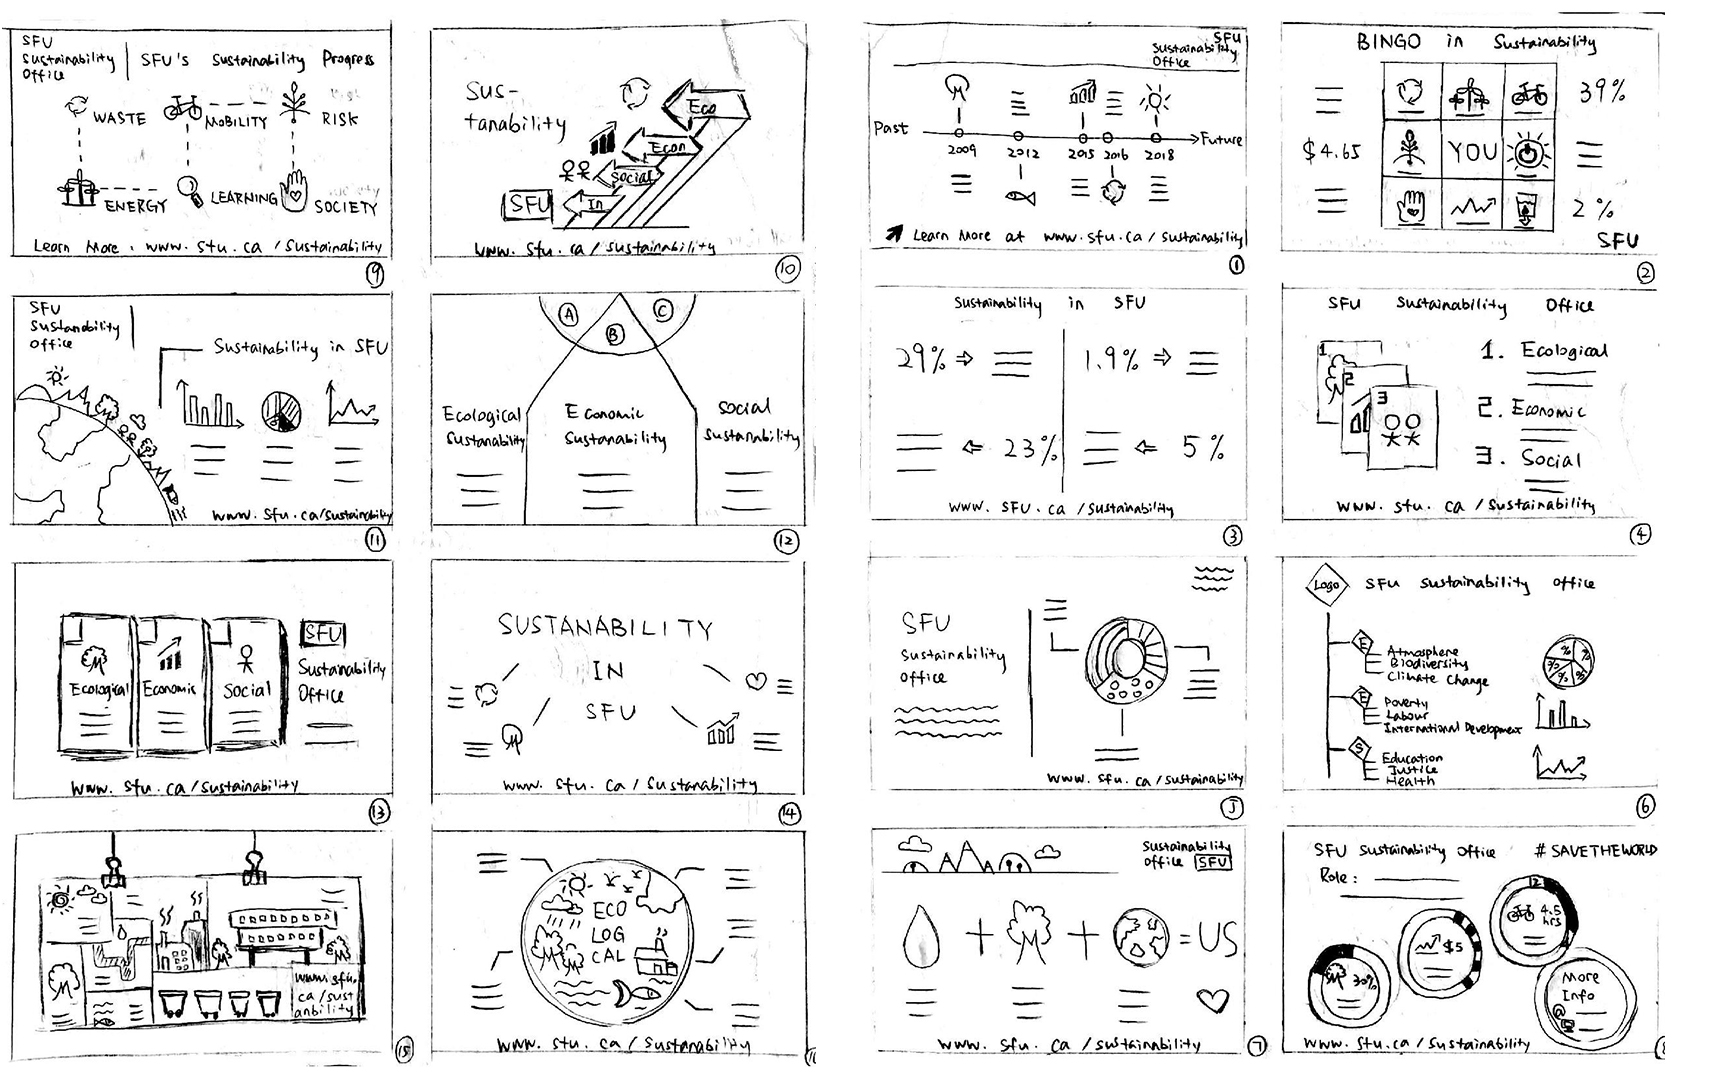 SFU
Sustainability
Office
SFU's Sustainability Progress
WASTE
MOBILITY
RISK
ENERGY
LEARNING
SOCIETY
Learn More : www. sfu. ca / Sustainability
9
Sus-
tanability
Eco
Econ
Social
In
SFU
www. sfu. ca / sustainability
10
SFU
Sustainability
Office
Past
Future
2009
2012
2015
2016
2018
Learn More at www. sfu. ca / Sustainability
1
BINGO in Sustainability
39%
$4.65
YOU
2%
SFU
2
SFU
Sustanability
Office
Sustainability in SFU
www. sfu. ca/sustainability
11
A
B
C
Ecological
Sustanability
Economic
Sustanability
Social
Sustanability
12
Sustainability in SFU
29% ⇒
1.9% ⇒
⇐ 23%
⇐ 5%
www. SFU. ca / Sustainability
3
SFU Sustainability Office
1.
2
3
1. Ecological
2. Economic
3. Social
www. sfu. ca / Sustainability
4
Ecological
Economic
Social
SFU
Sustainability
Office
www. sfu. ca / sustainability
13
SUSTANABILITY
IN
SFU
www. sfu. ca / sustanability
14
SFU
Sustainability
Office
www. sfu. ca / sustainability
5
Logo
SFU sustainability office
E
Atmosphere
Biodiversity
Climate Change
E
Poverty
Labour
International Development
S
Education
Justice
Health
% % % % %
6
www.sfu.
ca / sust
anbility
15
ECO
LOG
CAL
www. sfu. ca / Sustanability
Sustainability
office SFU
+ + = US
www. sfu. ca / sustainability
7
SFU Sustainability Office # SAVETHEWORLD
Role :
30%
$5
12
4.5
hrs
More
Info
@
www. sfu. ca / Sustainability